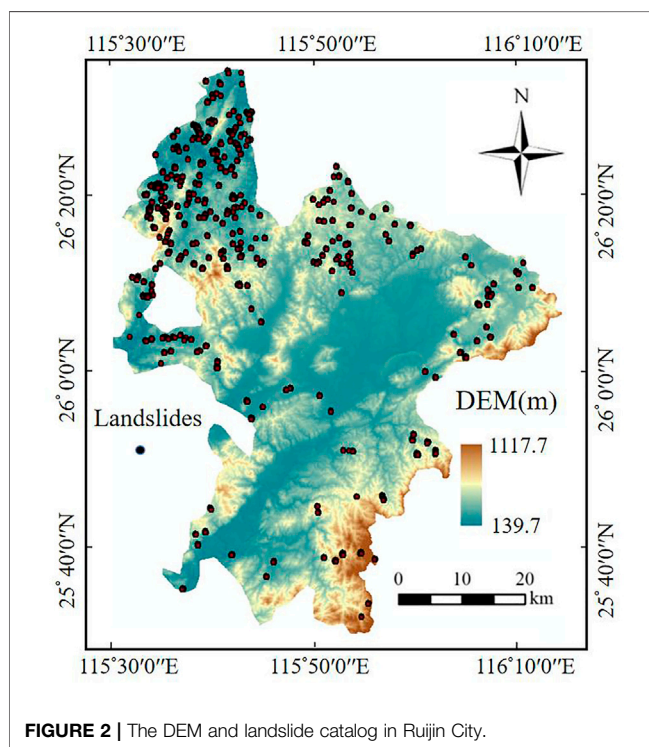 115°30′0″E 115°50′0″E 116°10′0″E
N
26°20′0″N 26°20′0″N
26°0′0″N 26°0′0″N
Landslides
DEM(m)
1117.7
139.7
25°40′0″N 25°40′0″N
0 10 20
km
115°30′0″E 115°50′0″E 116°10′0″E
FIGURE 2 | The DEM and landslide catalog in Ruijin City.